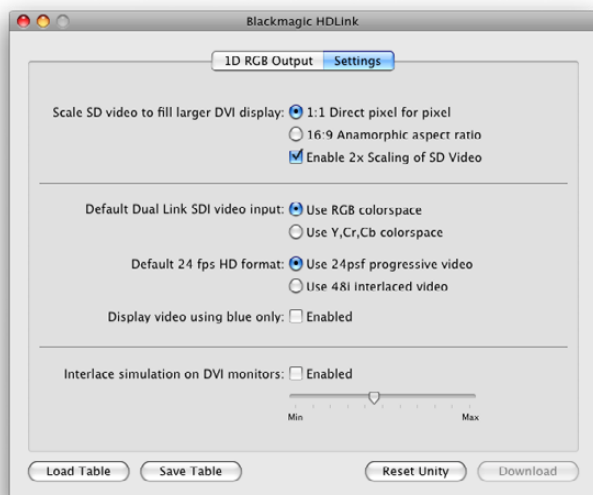 Blackmagic HDLink
1D RGB Output Settings
Scale SD video to fill larger DVI display: 1:1 Direct pixel for pixel
16:9 Anamorphic aspect ratio
Enable 2x Scaling of SD Video
Default Dual Link SDI video input: Use RGB colorspace
Use Y,Cr,Cb colorspace
Default 24 fps HD format: Use 24psf progressive video
Use 48i interlaced video
Display video using blue only: Enabled
Interlace simulation on DVI monitors: Enabled
Min Max
Load Table Save Table Reset Unity Download